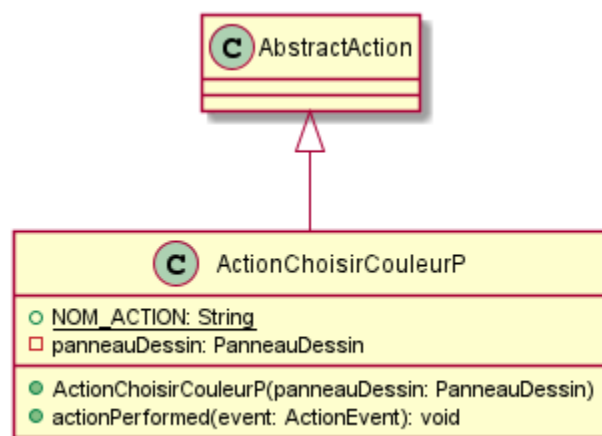 C AbstractAction
C ActionChoisirCouleurP
NOM_ACTION: String
panneauDessin: PanneauDessin
ActionChoisirCouleurP(panneauDessin: PanneauDessin)
actionPerformed(event: ActionEvent): void